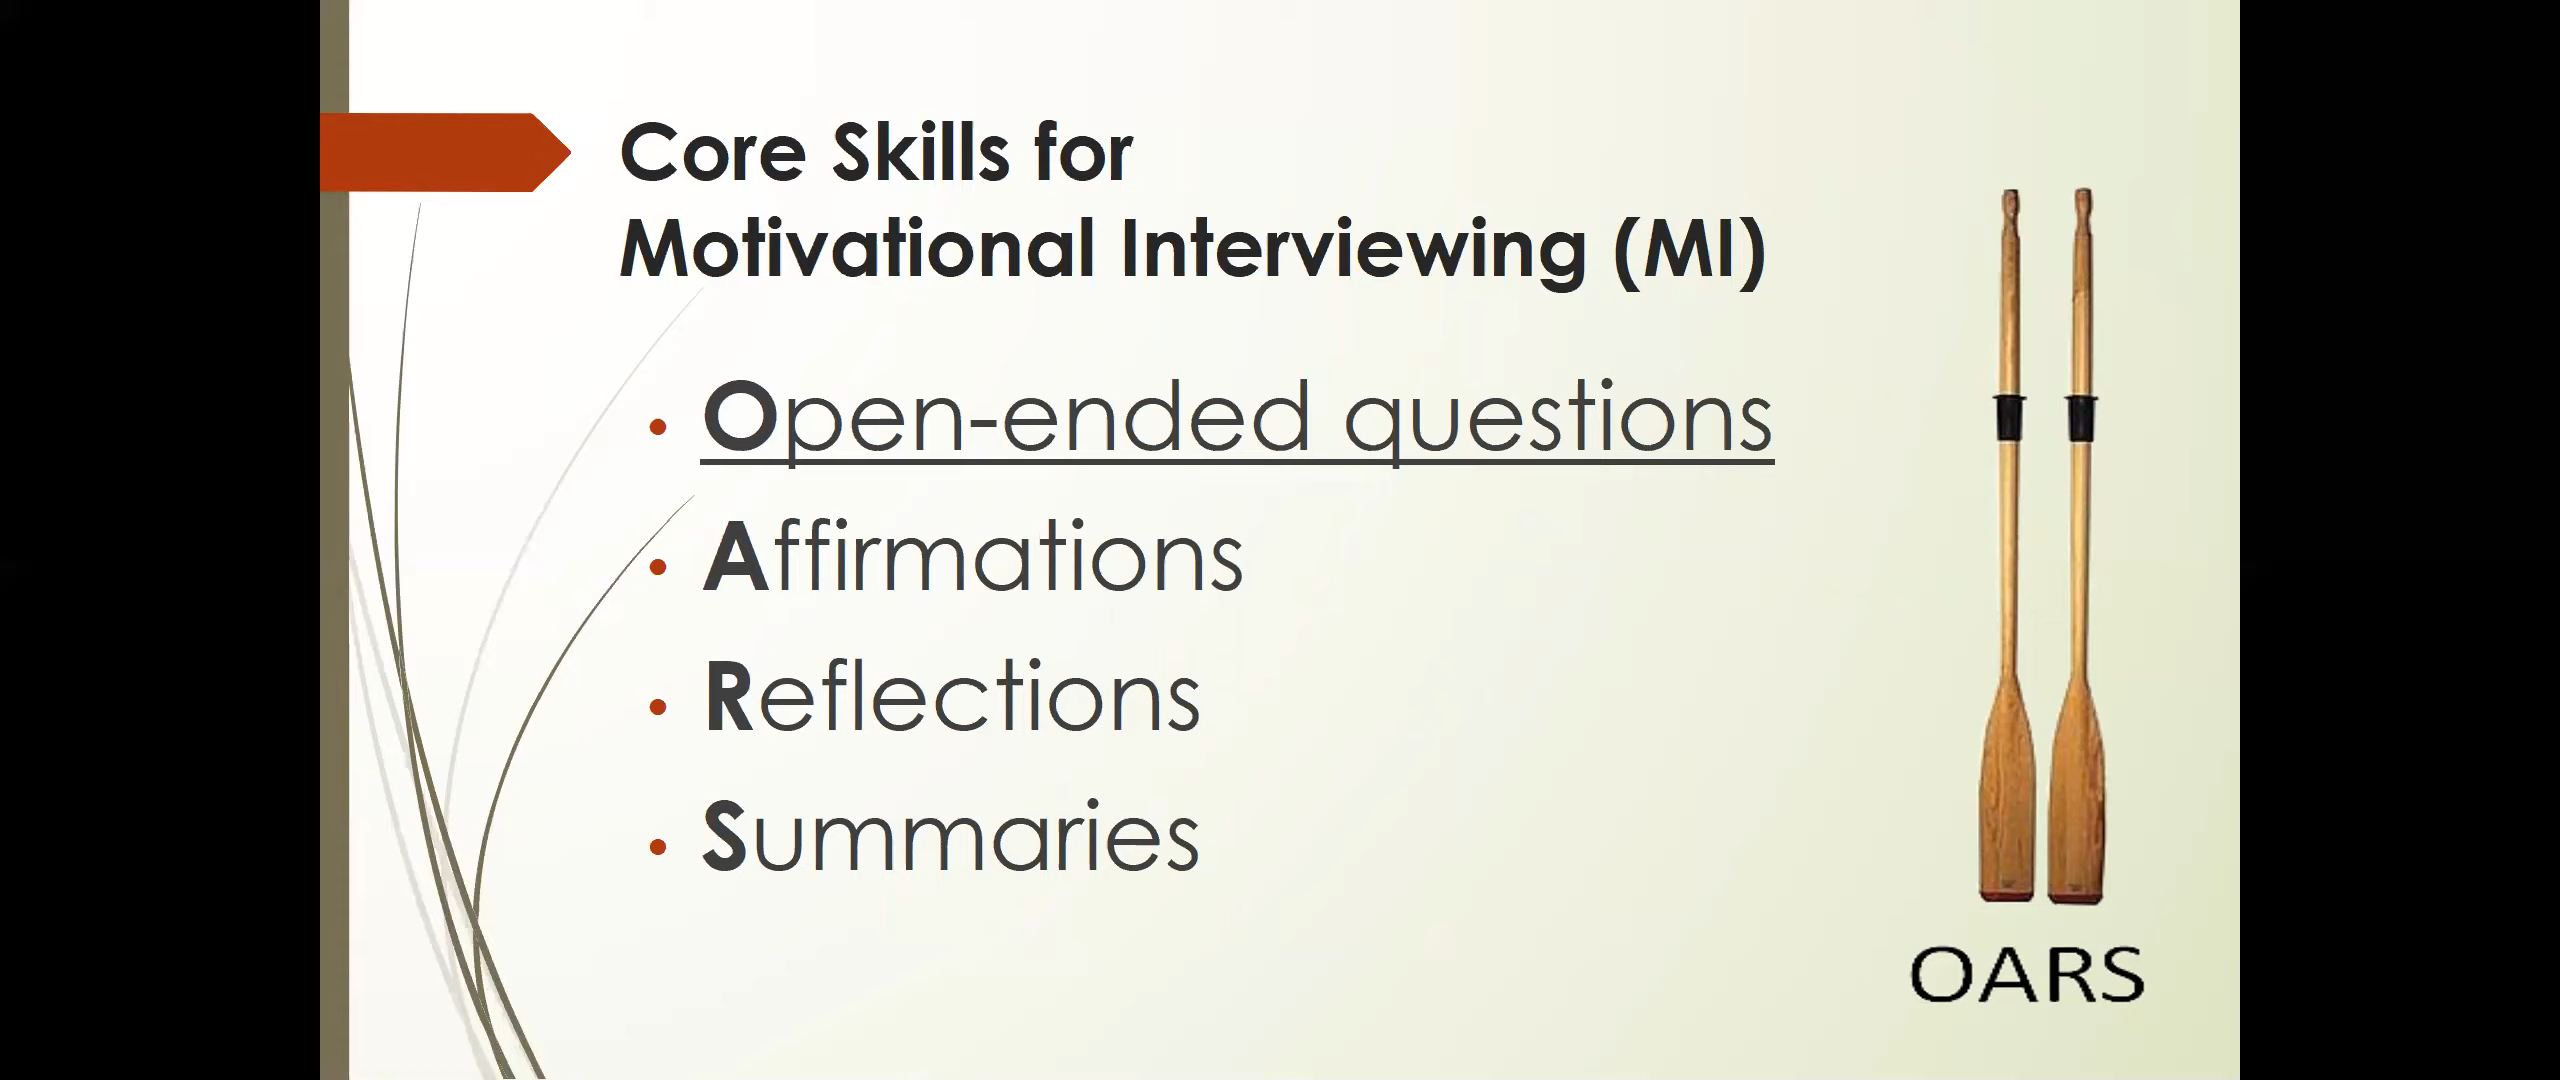 Core Skills for
Motivational Interviewing (MI)
• Open-ended questions
• Affirmations
• Reflections
• Summaries
OARS